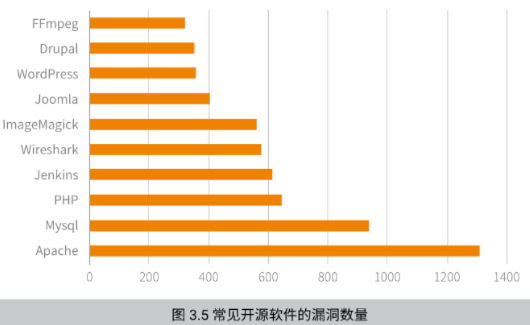 FFmpeg
Drupal
WordPress
Joomla
ImageMagick
Wireshark
Jenkins
PHP
Mysql
Apache
0 200 400 600 800 1000 1200 1400
图 3.5 常见开源软件的漏洞数量